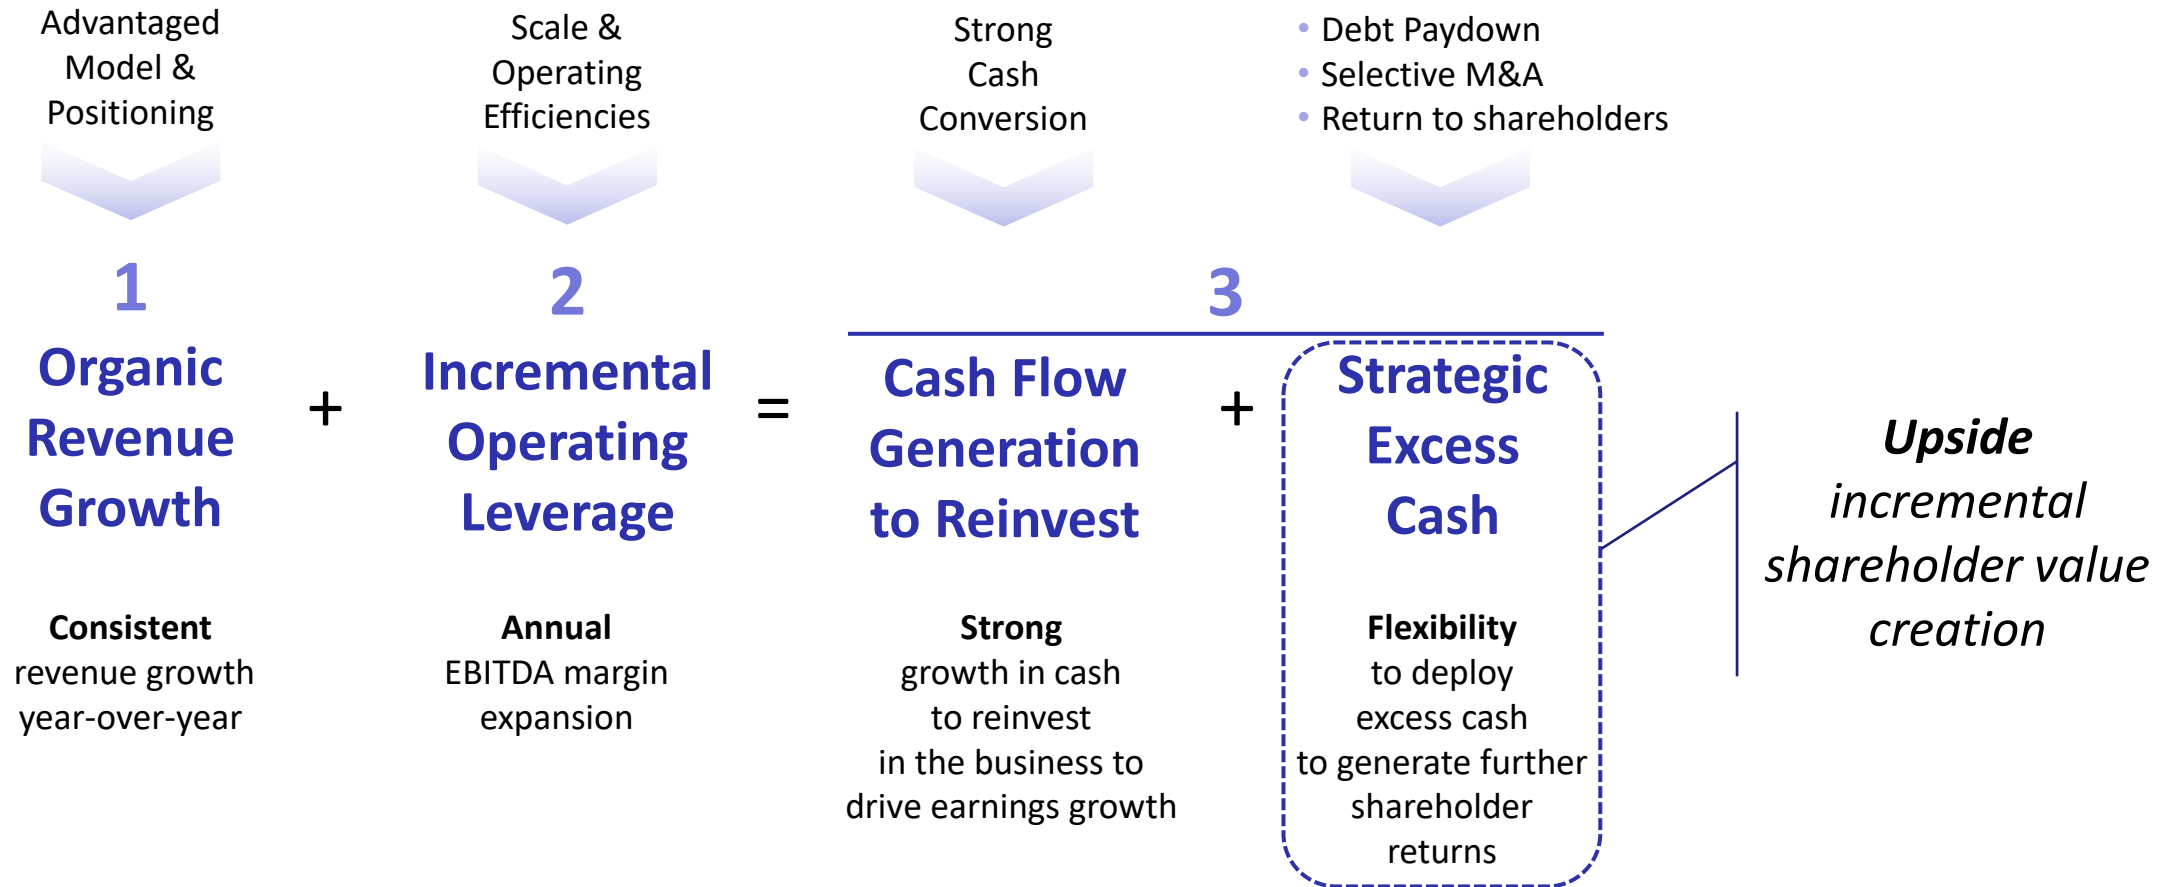 Advantaged
Model &
Positioning
Scale &
Operating
Efficiencies
Strong
Cash
Conversion
• Debt Paydown
• Selective M&A
• Return to shareholders
1
Organic
Revenue
Growth
+
2
Incremental
Operating
Leverage
=
3
Cash Flow
Generation
to Reinvest
+
Strategic
Excess
Cash
Consistent
revenue growth
year-over-year
Annual
EBITDA margin
expansion
Strong
growth in cash
to reinvest
in the business to
drive earnings growth
Flexibility
to deploy
excess cash
to generate further
shareholder
returns
Upside
incremental
shareholder value
creation